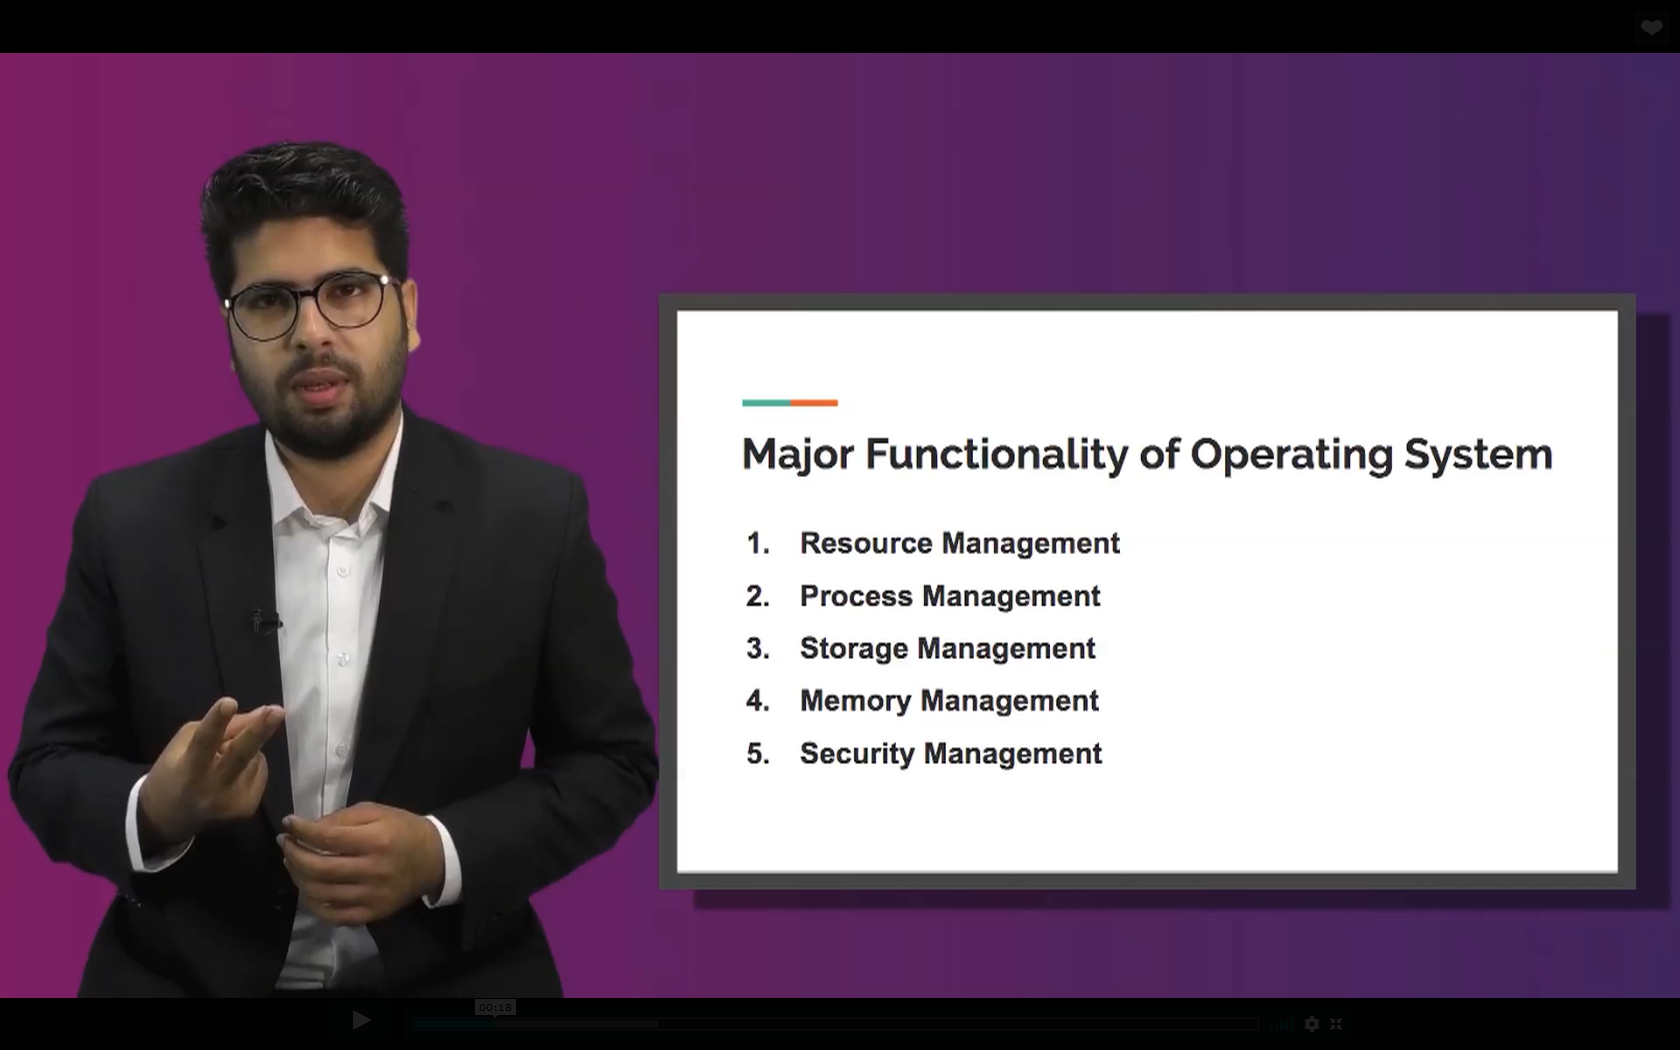 Major Functionality of Operating System
1. Resource Management
2. Process Management
3. Storage Management
4. Memory Management
5. Security Management
00:18